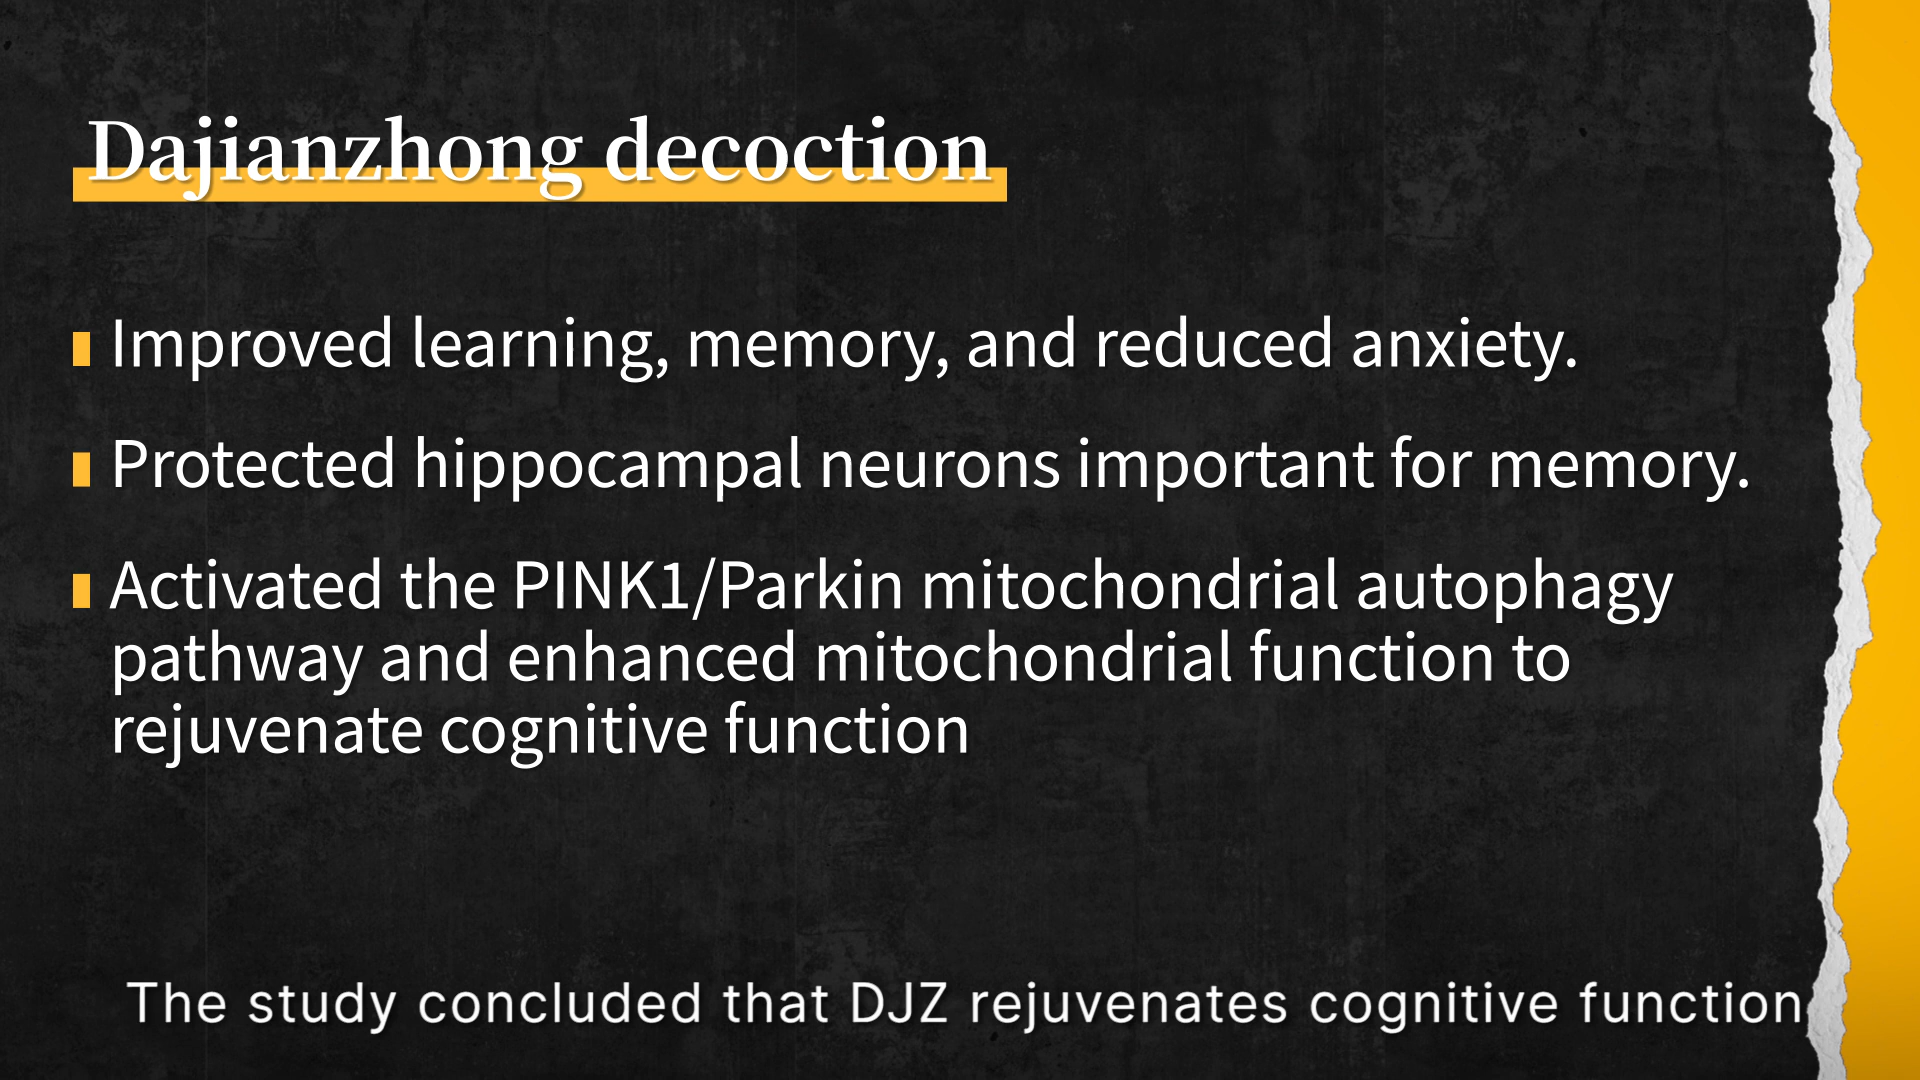 Dajianzhong decoction
Improved learning, memory, and reduced anxiety.
Protected hippocampal neurons important for memory.
Activated the PINK1/Parkin mitochondrial autophagy
pathway and enhanced mitochondrial function to
rejuvenate cognitive function
The study concluded that DJZ rejuvenates cognitive function